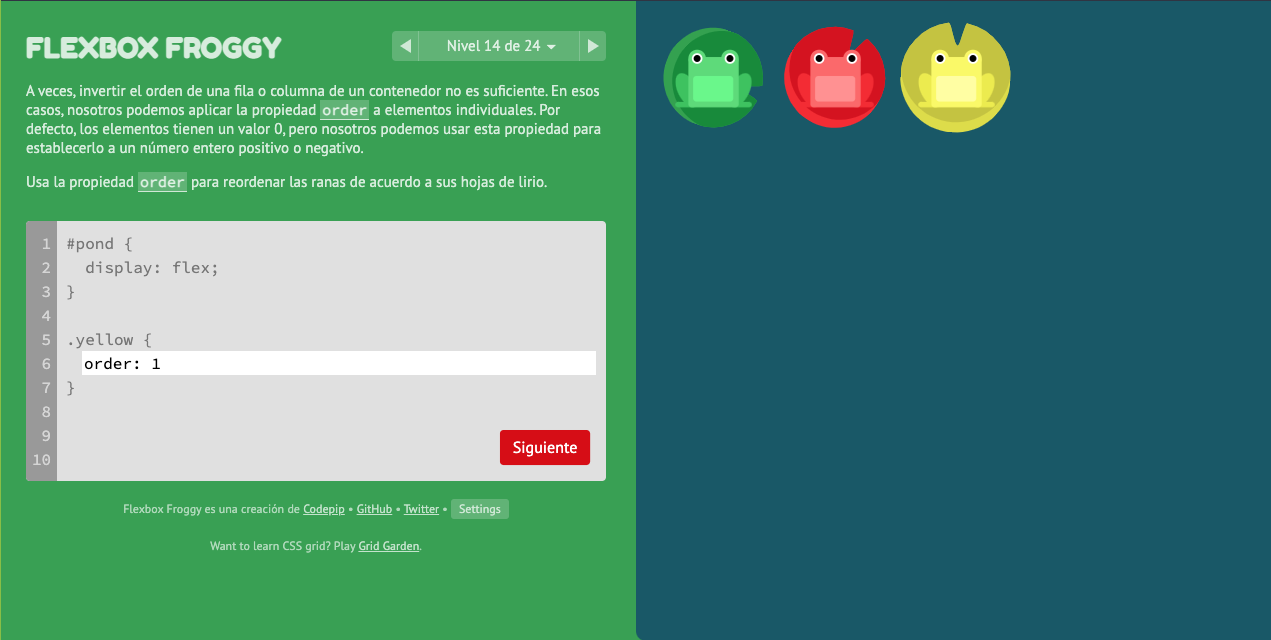 FLEXBOX FROGGY
Nivel 14 de 24
A veces, invertir el orden de una fila o columna de un contenedor no es suficiente. En esos
casos, nosotros podemos aplicar la propiedad order a elementos individuales. Por
defecto, los elementos tienen un valor 0, pero nosotros podemos usar esta propiedad para
establecerlo a un número entero positivo o negativo.
Usa la propiedad order para reordenar las ranas de acuerdo a sus hojas de lirio.
1 #pond {
2 display: flex;
3 }
4
5 .yellow {
6 order: 1
7 }
8
9
10
Siguiente
Flexbox Froggy es una creación de Codepip • GitHub • Twitter • Settings
Want to learn CSS grid? Play Grid Garden.